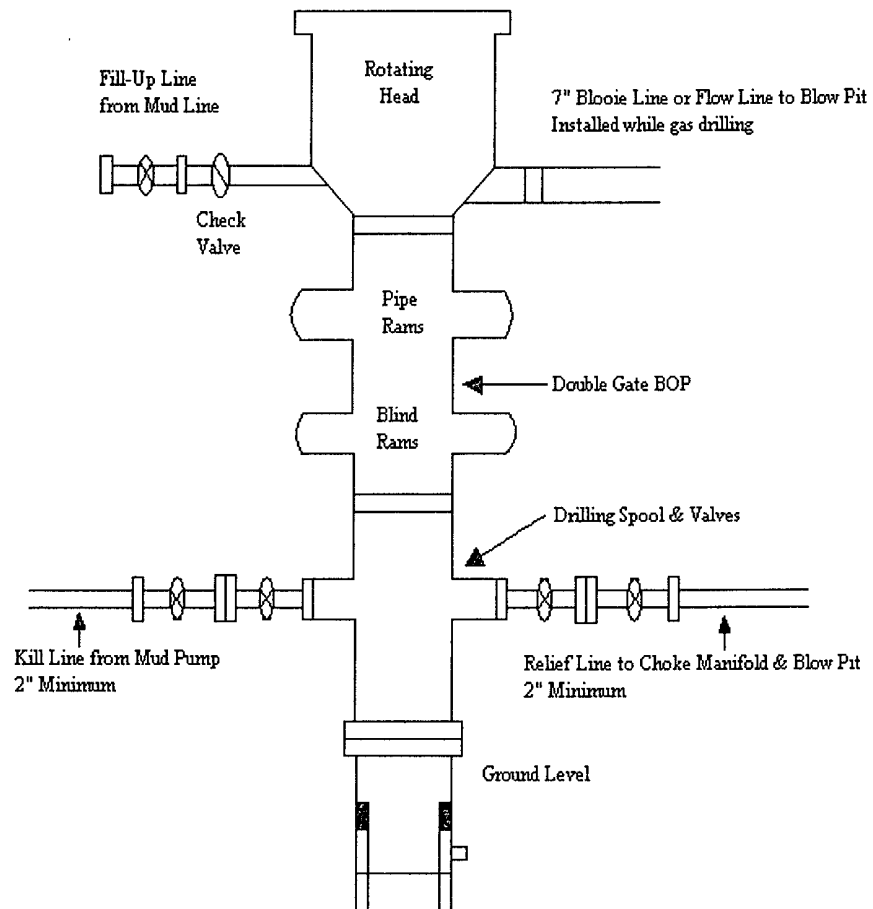 Rotating
Head
Fill-Up Line
from Mud Line
7" Blooie Line or Flow Line to Blow Pit
Installed while gas drilling
Check
Valve
Pipe
Rams
Double Gate BOP
Blind
Rams
Drilling Spool & Valves
Kill Line from Mud Pump
2" Minimum
Relief Line to Choke Manifold & Blow Pit
2" Minimum
Ground Level